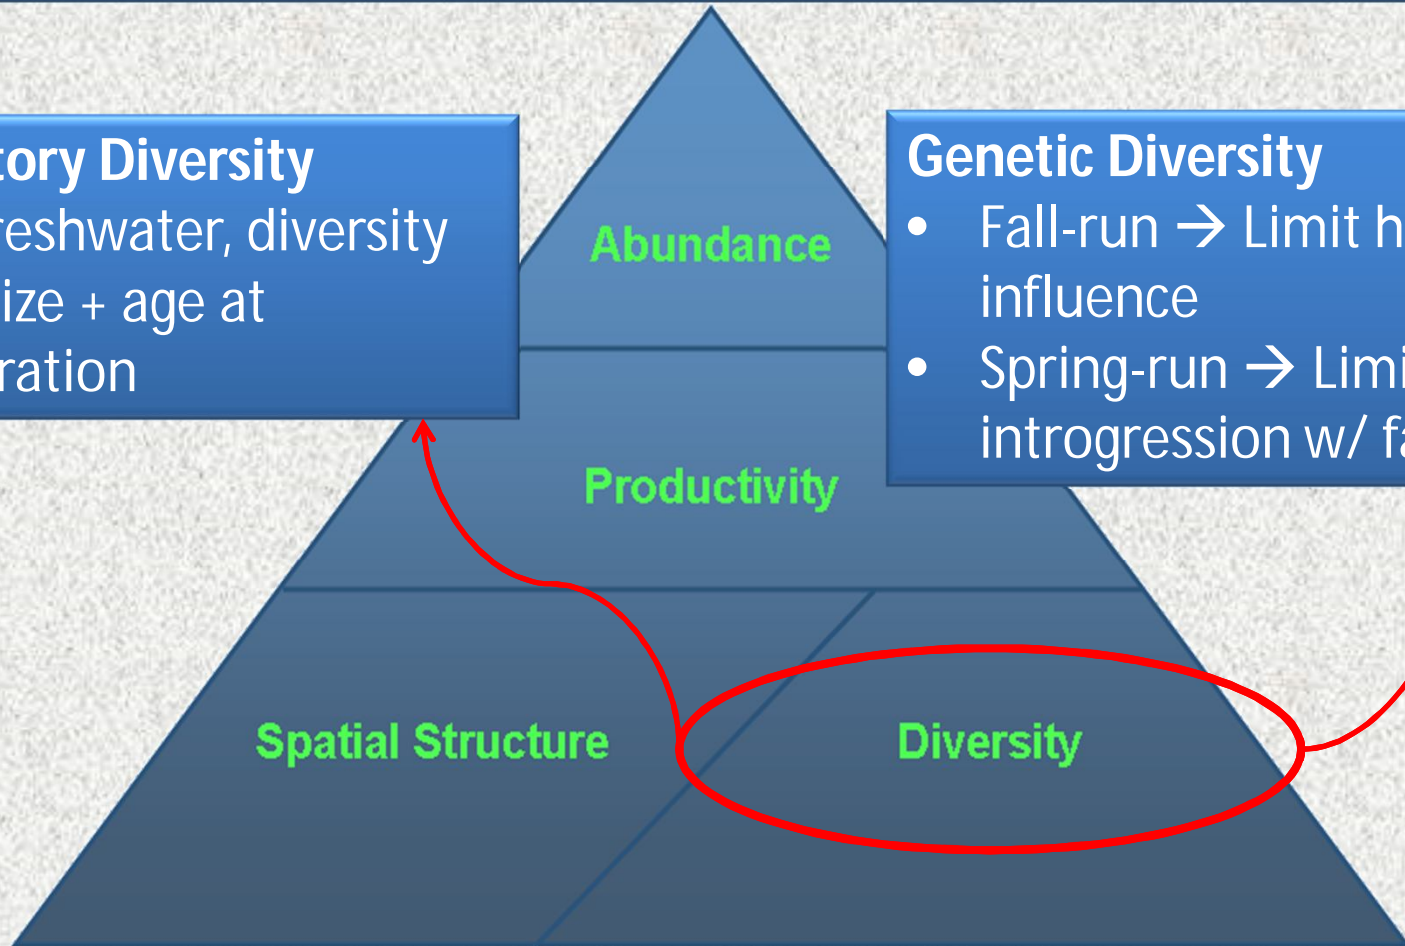 tory Diversity
reshwater, diversity
ize + age at
ration
Genetic Diversity
• Fall-run → Limit h
influence
• Spring-run → Limi
introgression w/ fa
Abundance
Productivity
Spatial Structure
Diversity